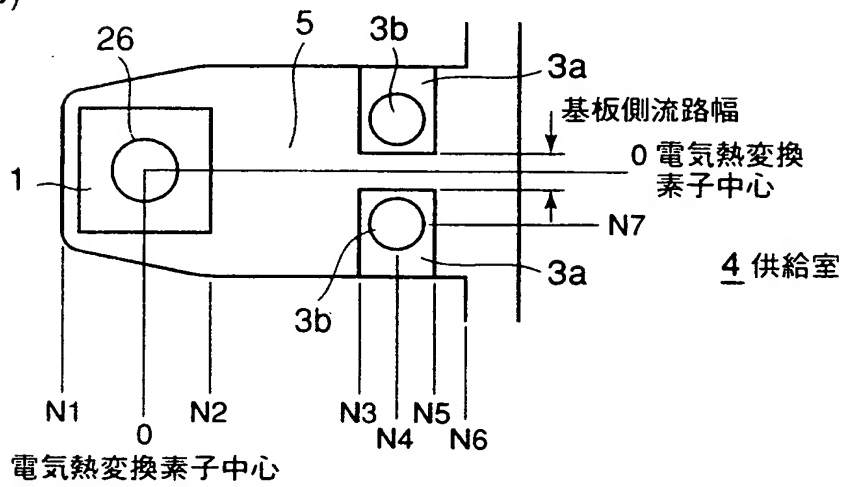 26
5
3b
3a
基板側流路幅
0 電気熱変換
素子中心
1
N7
4 供給室
3a
3b
N1
N2
N3
N5
0
N4
N6
電気熱変換素子中心